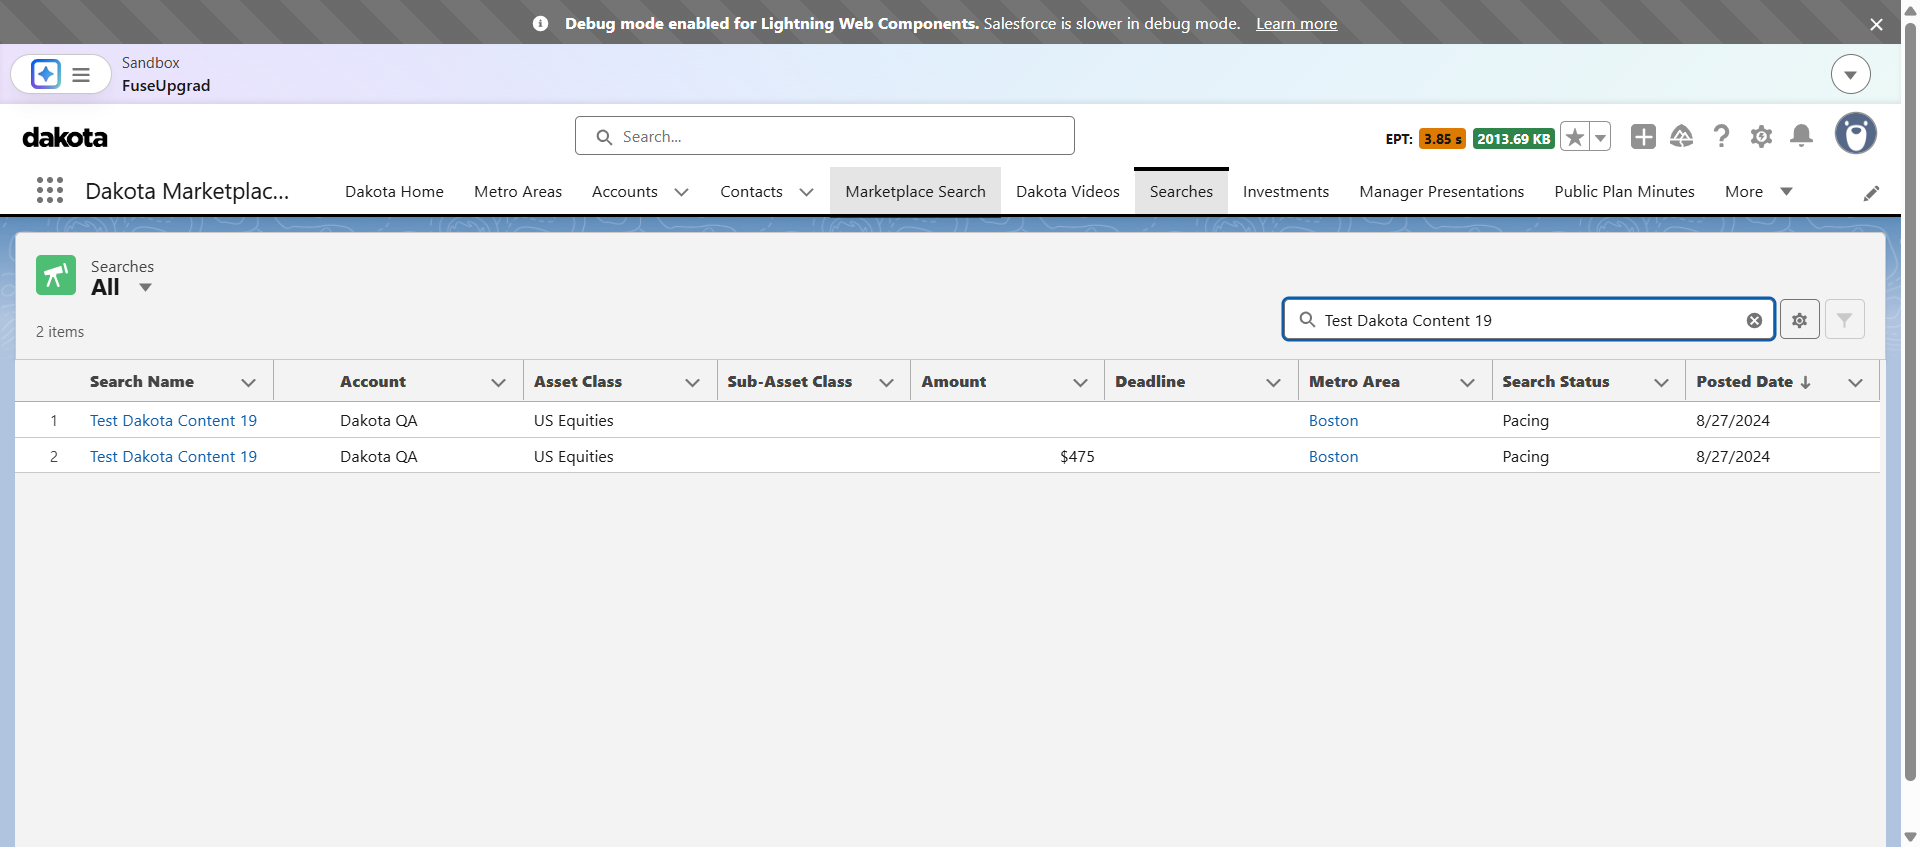 Debug mode enabled for Lightning Web Components. Salesforce is slower in debug mode. Learn more
Sandbox
FuseUpgrad
dakota
Search...
EPT: 3.85 s 2013.69 KB
Dakota Marketplac...
Dakota Home
Metro Areas
Accounts
Contacts
Marketplace Search
Dakota Videos
Searches
Investments
Manager Presentations
Public Plan Minutes
More
Searches
All
2 items
Test Dakota Content 19
Search Name Account Asset Class Sub-Asset Class Amount Deadline Metro Area Search Status Posted Date
1 Test Dakota Content 19 Dakota QA US Equities Boston Pacing 8/27/2024
2 Test Dakota Content 19 Dakota QA US Equities $475 Boston Pacing 8/27/2024